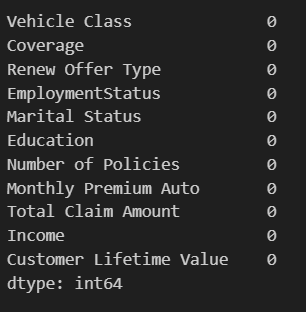 Vehicle Class 0
Coverage 0
Renew Offer Type 0
EmploymentStatus 0
Marital Status 0
Education 0
Number of Policies 0
Monthly Premium Auto 0
Total Claim Amount 0
Income 0
Customer Lifetime Value 0
dtype: int64